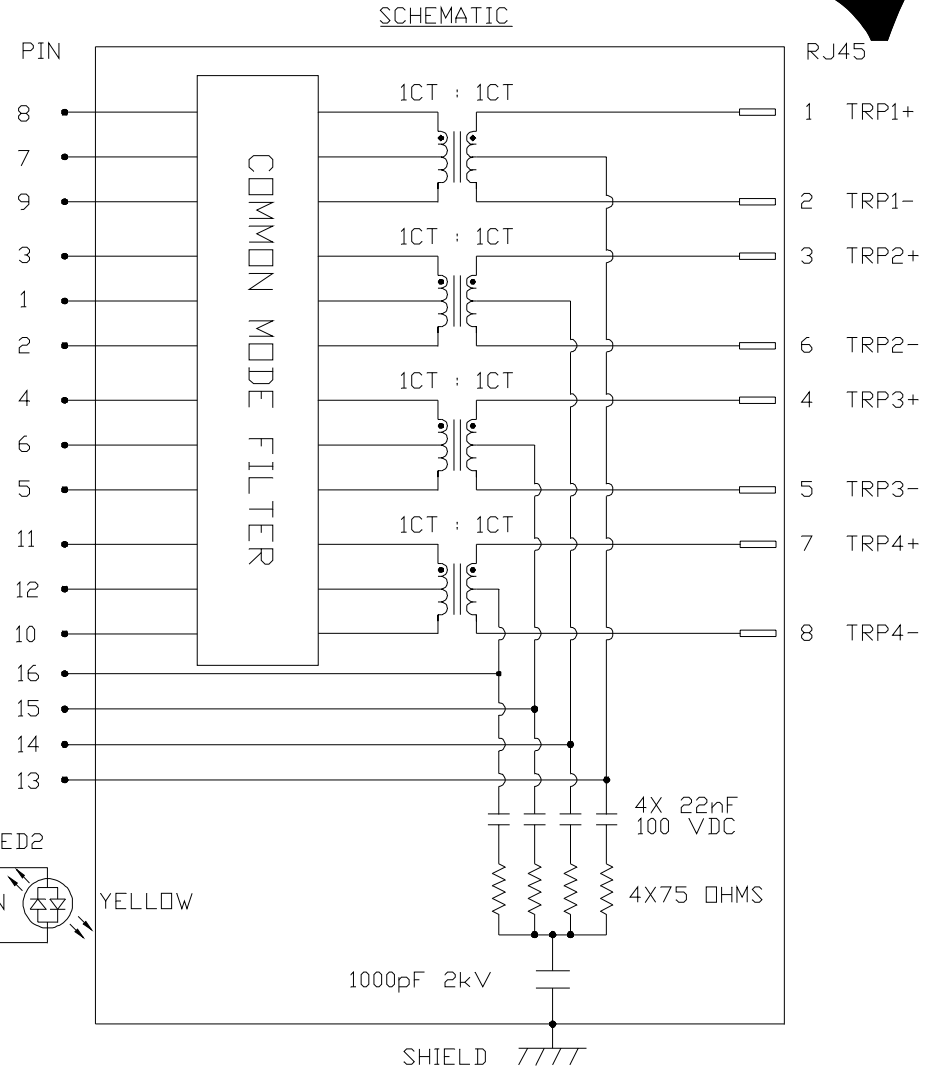 SCHEMATIC
PIN RJ45
1CT : 1CT
8 1 TRP1+
7
9 2 TRP1-
1CT : 1CT
3 3 TRP2+
1
2 6 TRP2-
1CT : 1CT
4 4 TRP3+
6
5 5 TRP3-
1CT : 1CT
11 7 TRP4+
12
10 8 TRP4-
COMMON MODE FILTER
16
15
14
13
4X 22nF
100 VDC
ED2
N YELLOW
4X75 OHMS
1000pF 2kV
SHIELD